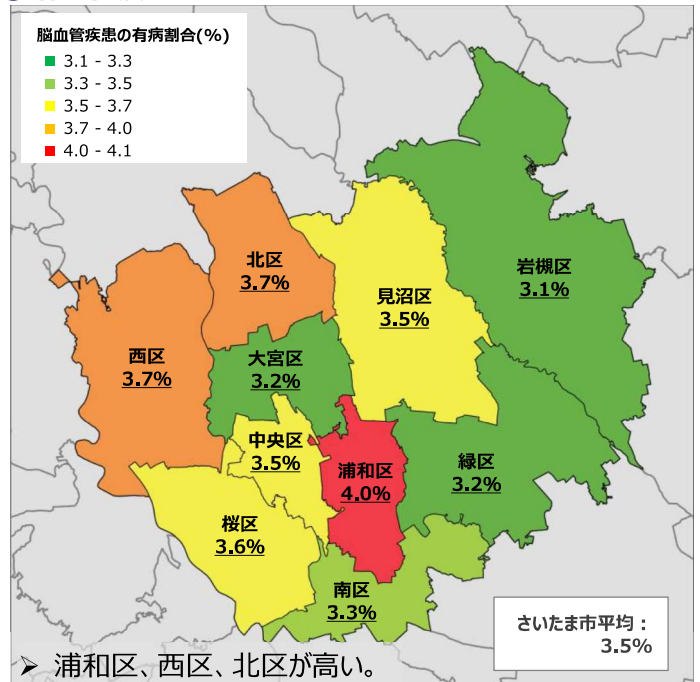 脳血管疾患の有病割合(%)
3.1 - 3.3
3.3 - 3.5
3.5 - 3.7
3.7 - 4.0
4.0 - 4.1
岩槻区
3.1%
北区
3.7%
見沼区
3.5%
西区
3.7%
大宮区
3.2%
中央区
3.5%
浦和区
4.0%
緑区
3.2%
桜区
3.6%
南区
3.3%
さいたま市平均：
3.5%
➢ 浦和区、西区、北区が高い。